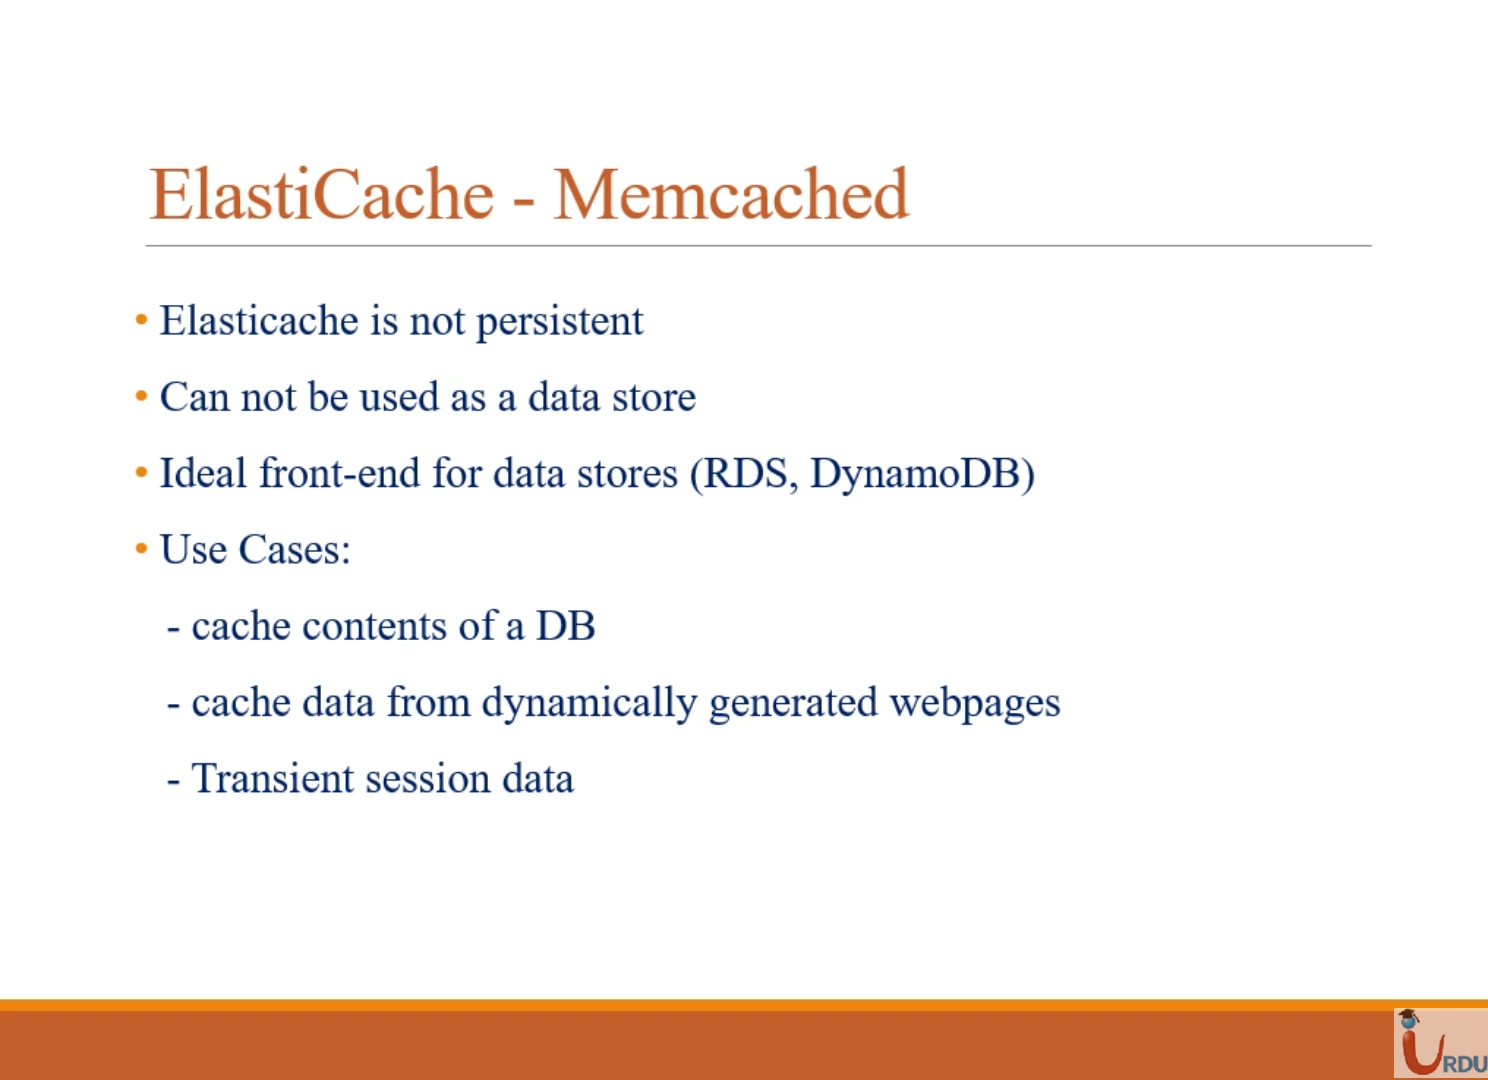 ElastiCache - Memcached
• Elasticache is not persistent
• Can not be used as a data store
• Ideal front-end for data stores (RDS, DynamoDB)
• Use Cases:
- cache contents of a DB
- cache data from dynamically generated webpages
- Transient session data
iURDU